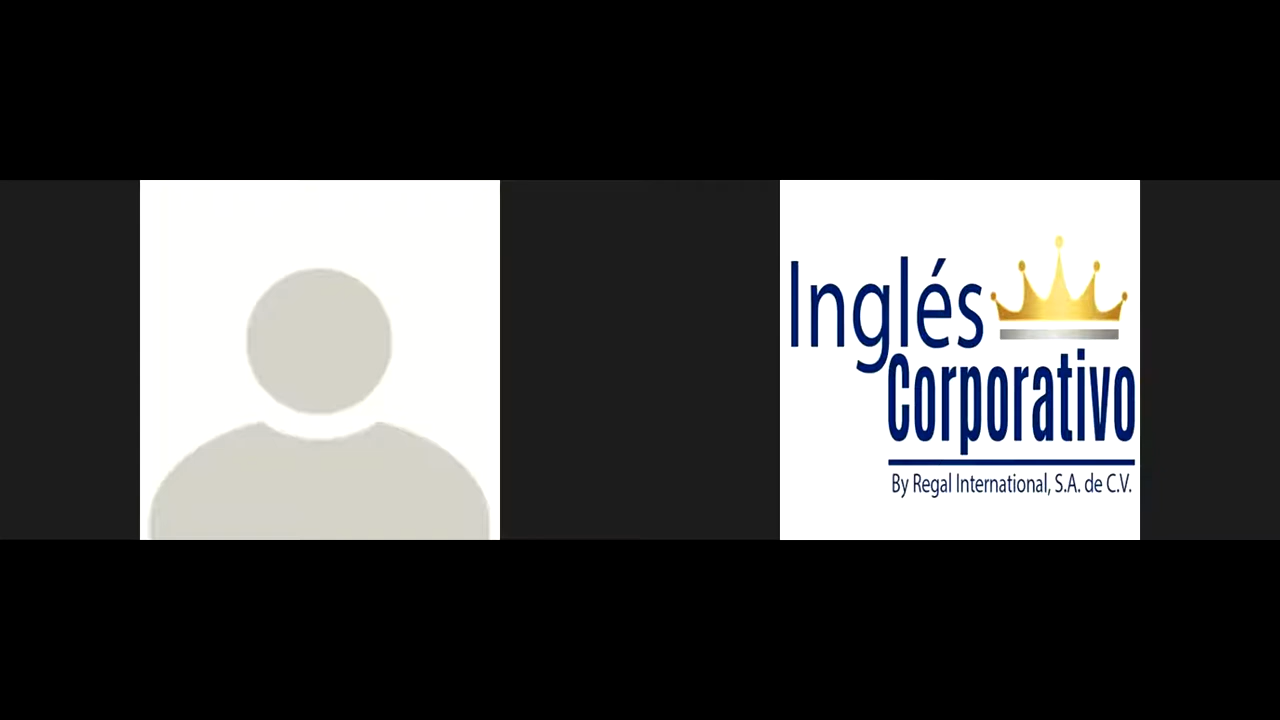 Inglés
Corporativo
By Regal International, S.A. de C.V.